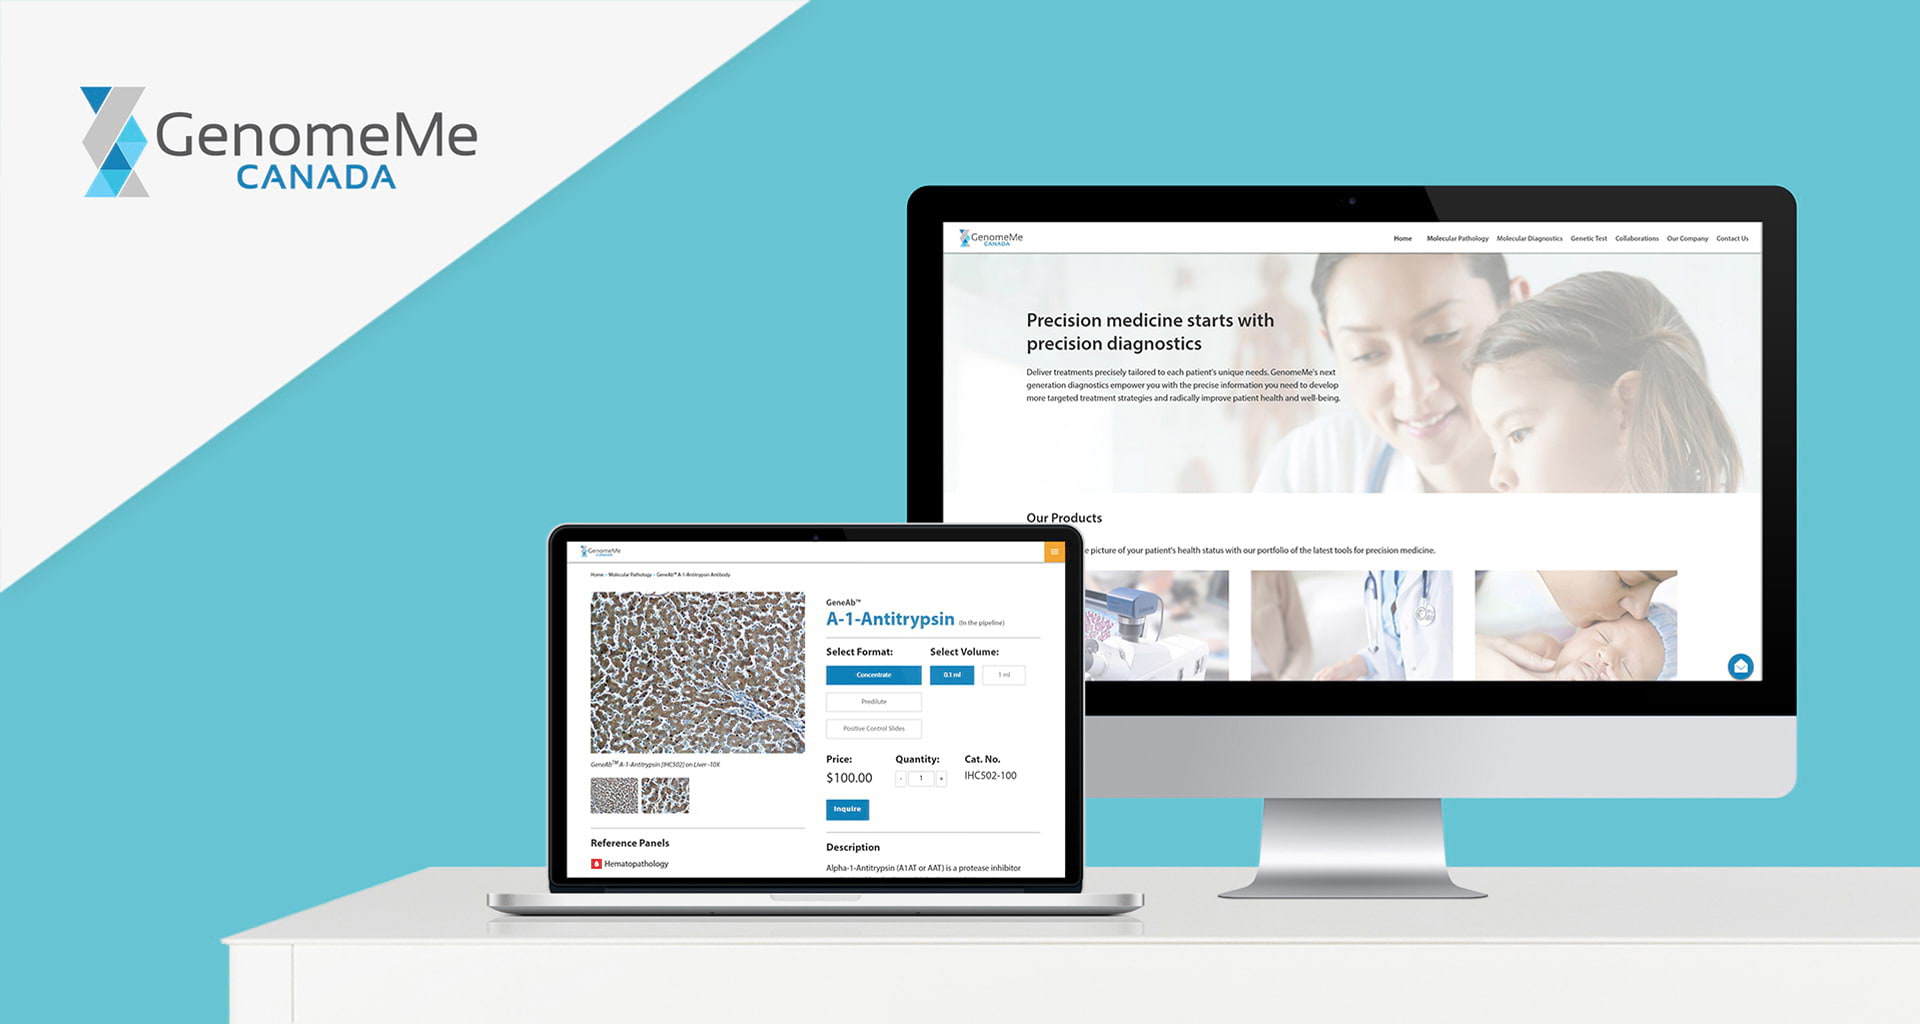 GenomeMe
CANADA
GenomeMe
CANADA
Home Molecular Pathology Molecular Diagnostics Genetic Test Collaborations Our Company Contact Us
Precision medicine starts with
precision diagnostics
Deliver treatments precisely tailored to each patient's unique needs. GenomeMe's next
generation diagnostics empower you with the precise information you need to develop
more targeted treatment strategies and radically improve patient health and well-being.
Our Products
e picture of your patient's health status with our portfolio of the latest tools for precision medicine.
GenomeMe
CANADA
Home > Molecular Pathology > GeneAb™ A-1-Antitrypsin Antibody
GeneAb™ A-1-Antitrypsin [IHC502] on Liver -10X
Reference Panels
Hematopathology
GeneAb™
A-1-Antitrypsin (In the pipeline)
Select Format: Select Volume:
Concentrate 0.1 ml 1 ml
Predilute
Positive Control Slides
Price: Quantity: Cat. No.
$100.00 - 1 + IHC502-100
Inquire
Description
Alpha-1-Antitrypsin (A1AT or AAT) is a protease inhibitor